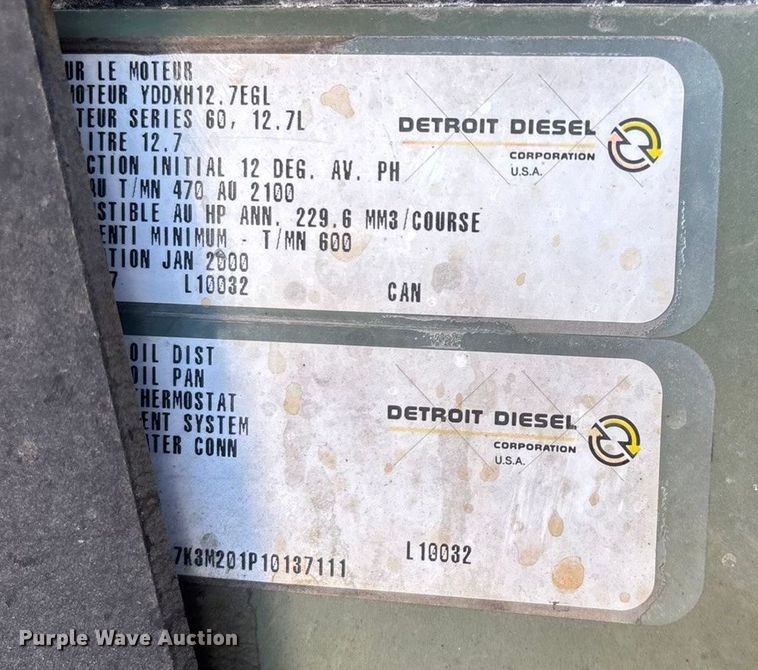 UR LE MOTEUR
MOTEUR YDDXH12.7EGL
TEUR SERIES 60, 12.7L
ITRE 12.7
CTION INITIAL 12 DEG. AV. PH
AU T/MN 470 AU 2100
STIBLE AU HP ANN. 229.6 MM3/COURSE
ENTI MINIMUM - T/MN 600
TION JAN 2000
7 L10032 CAN
DETROIT DIESEL
CORPORATION
U.S.A.
OIL DIST
OIL PAN
THERMOSTAT
ENT SYSTEM
ATER CONN
DETROIT DIESEL
CORPORATION
U.S.A.
7K3M201P10137111 L10032
Purple Wave Auction